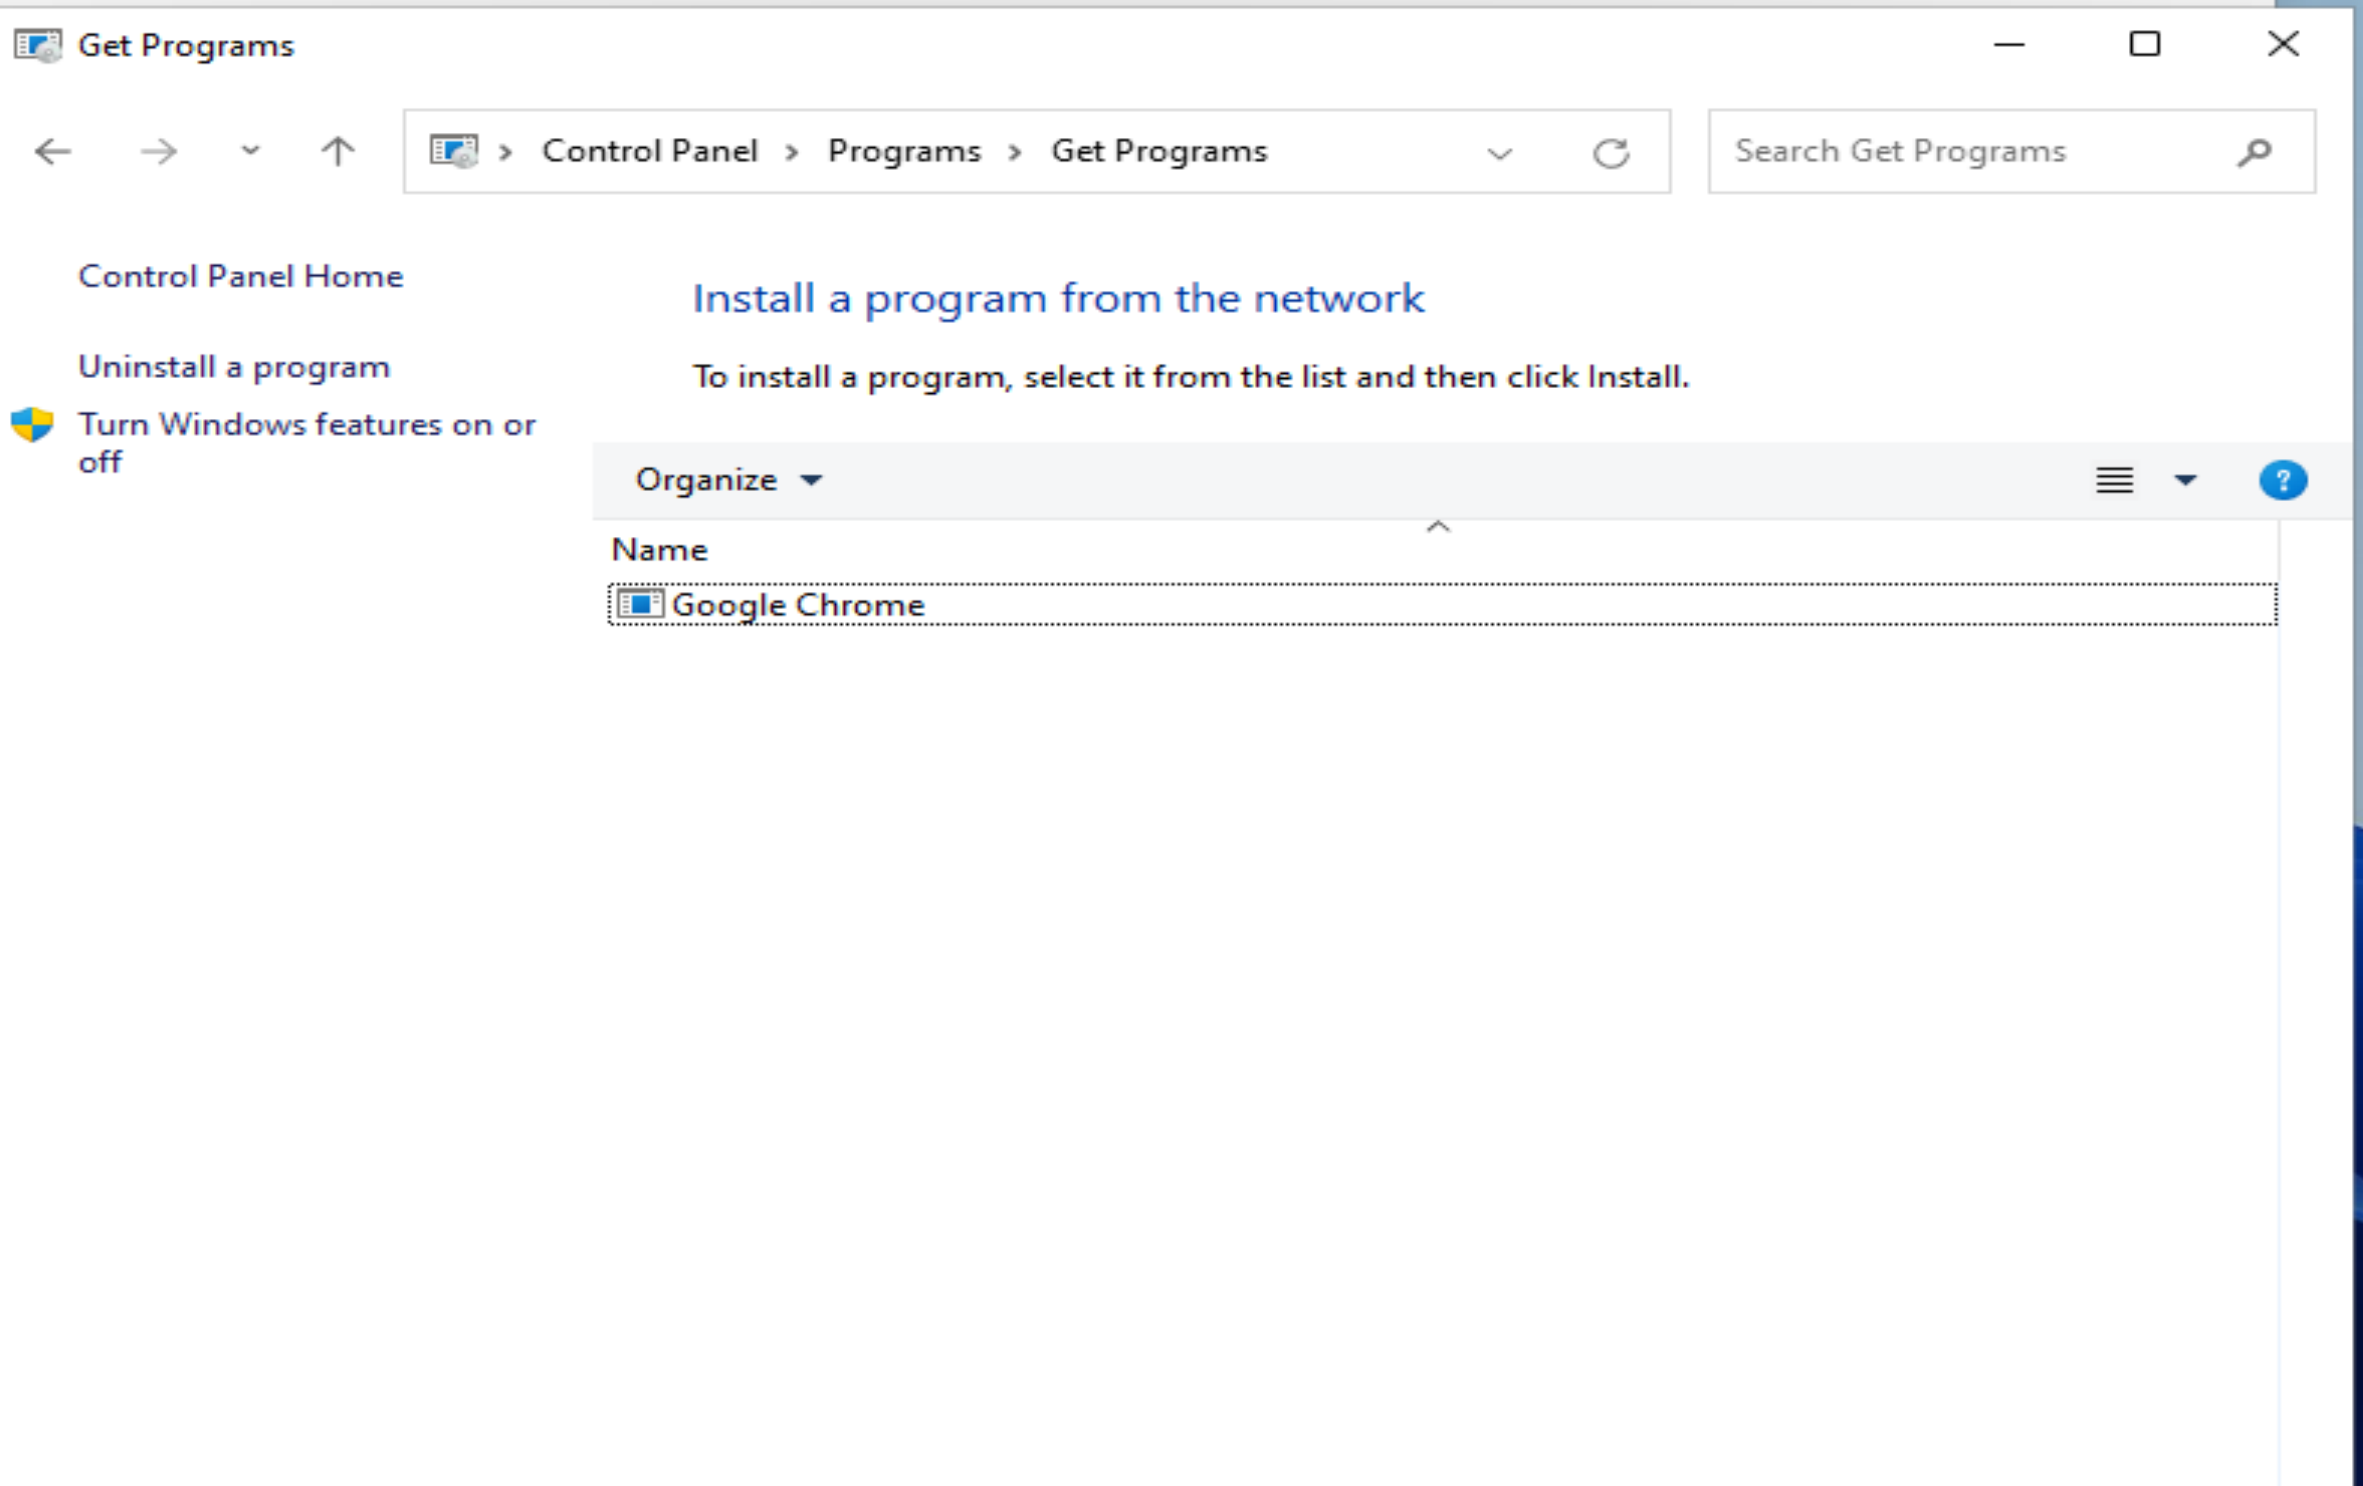 Get Programs
Control Panel > Programs > Get Programs
Search Get Programs
Control Panel Home
Uninstall a program
Turn Windows features on or
off
Install a program from the network
To install a program, select it from the list and then click Install.
Organize
?
Name
Google Chrome